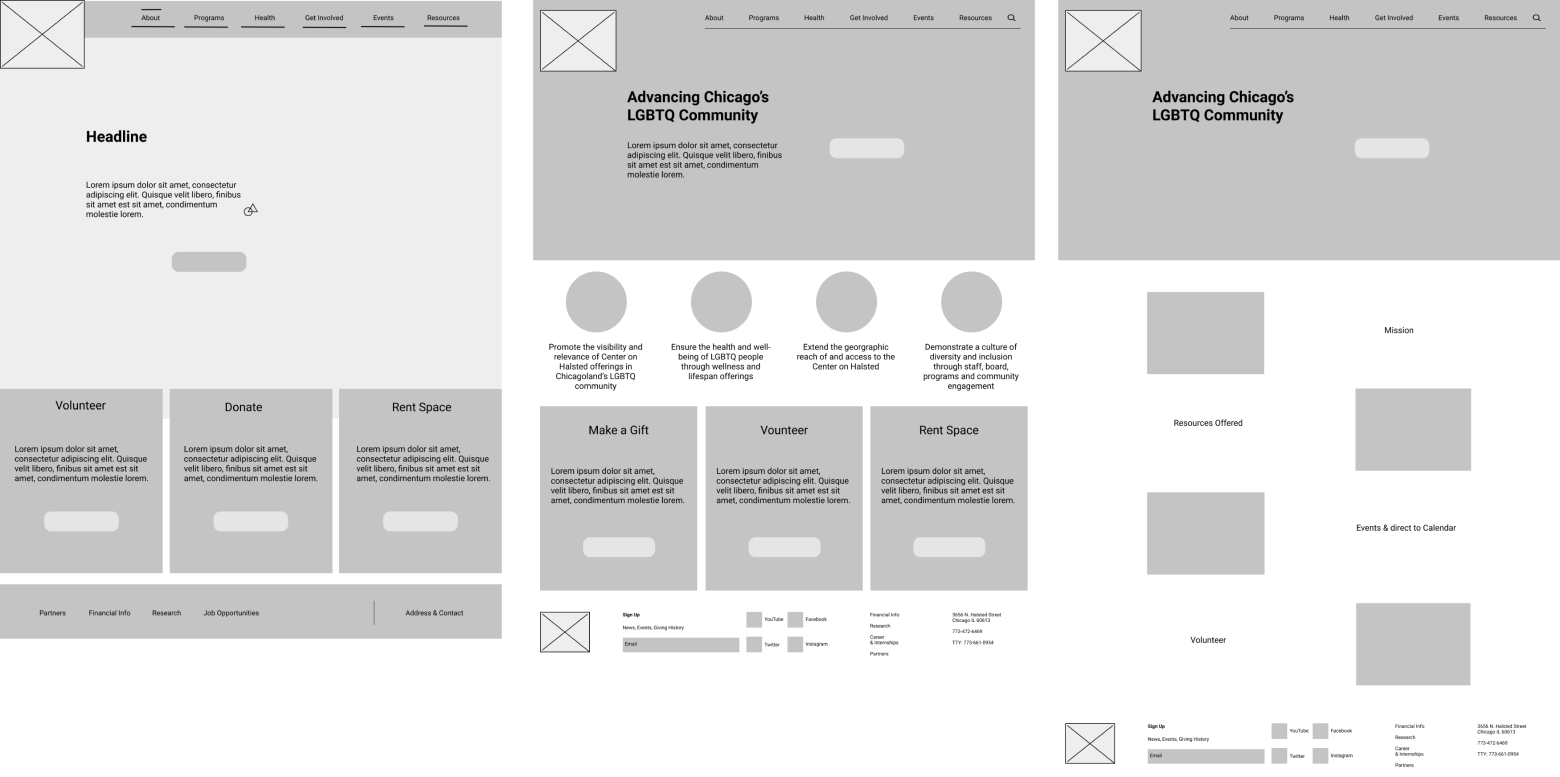 About Programs Health Get Involved Events Resources
Headline
Lorem ipsum dolor sit amet, consectetur
adipiscing elit. Quisque velit libero, finibus
sit amet est sit amet, condimentum
molestie lorem.
Volunteer
Lorem ipsum dolor sit amet,
consectetur adipiscing elit. Quisque
velit libero, finibus sit amet est sit
amet, condimentum molestie lorem.
Donate
Lorem ipsum dolor sit amet,
consectetur adipiscing elit. Quisque
velit libero, finibus sit amet est sit
amet, condimentum molestie lorem.
Rent Space
Lorem ipsum dolor sit amet,
consectetur adipiscing elit. Quisque
velit libero, finibus sit amet est sit
amet, condimentum molestie lorem.
Partners Financial Info Research Job Opportunities Address & Contact
About Programs Health Get Involved Events Resources
Advancing Chicago's
LGBTQ Community
Lorem ipsum dolor sit amet, consectetur
adipiscing elit. Quisque velit libero, finibus
sit amet est sit amet, condimentum
molestie lorem.
Promote the visibility and
relevance of Center on
Halsted offerings in
Chicagoland's LGBTQ
community
Ensure the health and well-
being of LGBTQ people
through wellness and
lifespan offerings
Extend the georgraphic
reach of and access to the
Center on Halsted
Demonstrate a culture of
diversity and inclusion
through staff, board,
programs and community
engagement
Make a Gift
Lorem ipsum dolor sit amet,
consectetur adipiscing elit. Quisque
velit libero, finibus sit amet est sit
amet, condimentum molestie lorem.
Vounteer
Lorem ipsum dolor sit amet,
consectetur adipiscing elit. Quisque
velit libero, finibus sit amet est sit
amet, condimentum molestie lorem.
Rent Space
Lorem ipsum dolor sit amet,
consectetur adipiscing elit. Quisque
velit libero, finibus sit amet est sit
amet, condimentum molestie lorem.
Sign Up
News, Events, Giving History
Email
YouTube Facebook
Twitter Instagram
Financial Info
Research
Career
& Internships
Partners
3656 N. Halsted Street
Chicago IL 60613
773-472-6469
TTY: 773-661-0954
About Programs Health Get Involved Events Resources
Advancing Chicago's
LGBTQ Community
Mission
Resources Offered
Events & direct to Calendar
Volunteer
Sign Up
News, Events, Giving History
Email
YouTube Facebook
Twitter Instagram
Financial Info
Research
Career
& Internships
Partners
3656 N. Halsted Street
Chicago IL 60613
773-472-6469
TTY: 773-661-0954